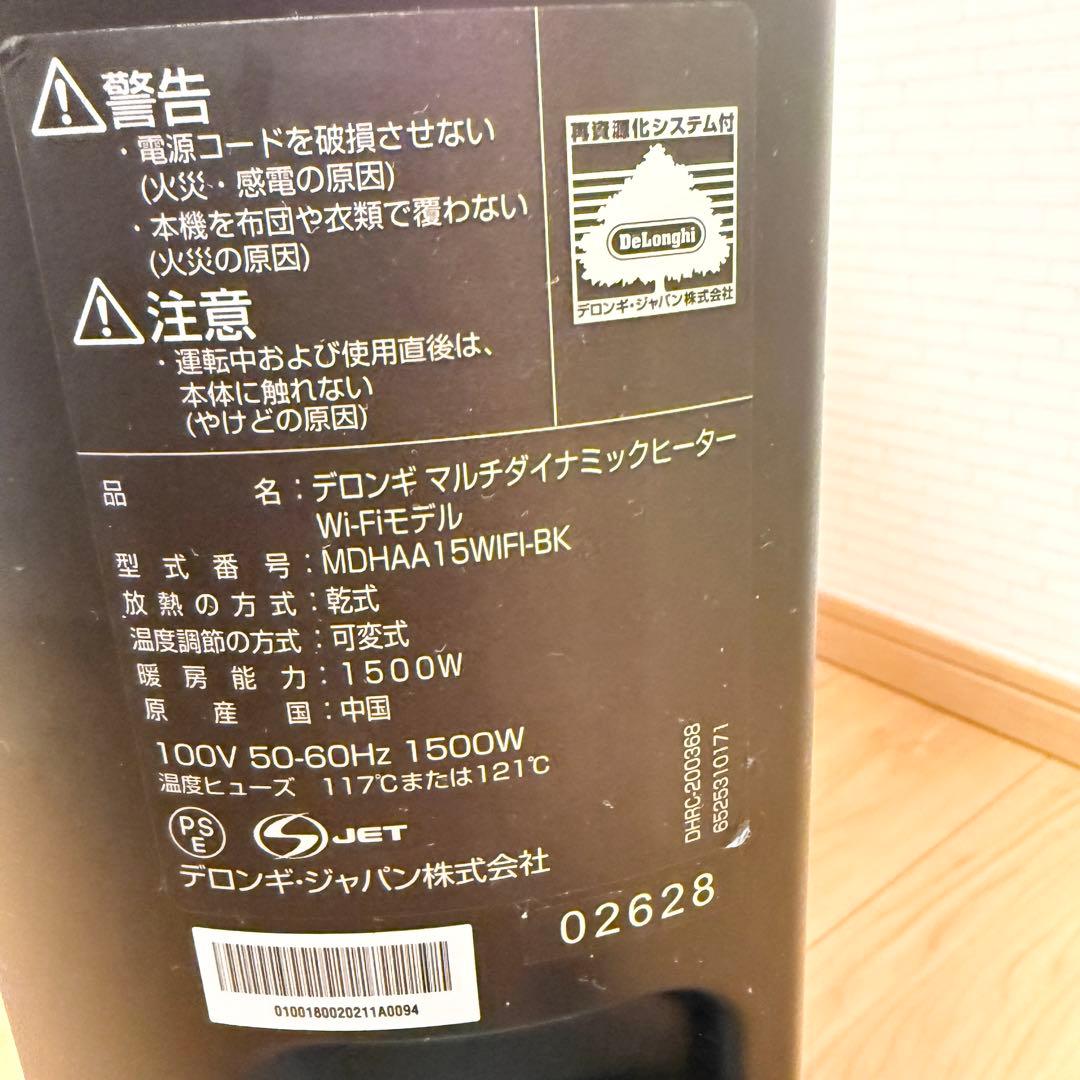 警告
・電源コードを破損させない
(火災・感電の原因)
・本機を布団や衣類で覆わない
(火災の原因)
注意
・運転中および使用直後は、
本体に触れない
(やけどの原因)
再資源化システム付
DeLonghi
デロンギ・ジャパン株式会社
品名：デロンギ マルチダイナミックヒーター
Wi-Fiモデル
型式番号：MDHAA15WIFI-BK
放熱の方式：乾式
温度調節の方式：可変式
暖房能力：1500W
原産国：中国
100V 50-60Hz 1500W
温度ヒューズ 117℃または121℃
PSE
JET
デロンギ・ジャパン株式会社
DHRC-200368
6525310171
02628
0100180020211A0094